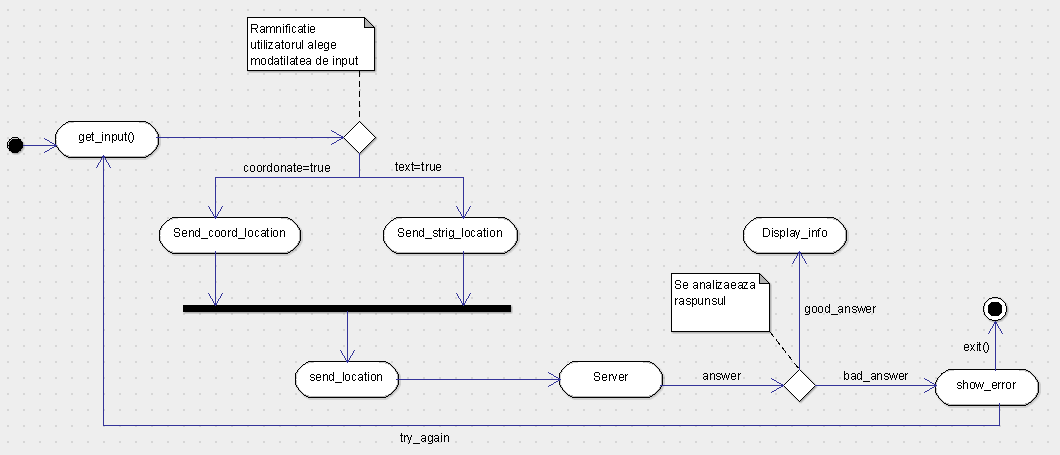 Ramnificatie
utilizatorul alege
modatilatea de input
get_input()
coordonate=true
text=true
Send_coord_location
Send_strig_location
Display_info
Se analizaeaza
raspunsul
good_answer
exit()
send_location
Server
answer
bad_answer
show_error
try_again